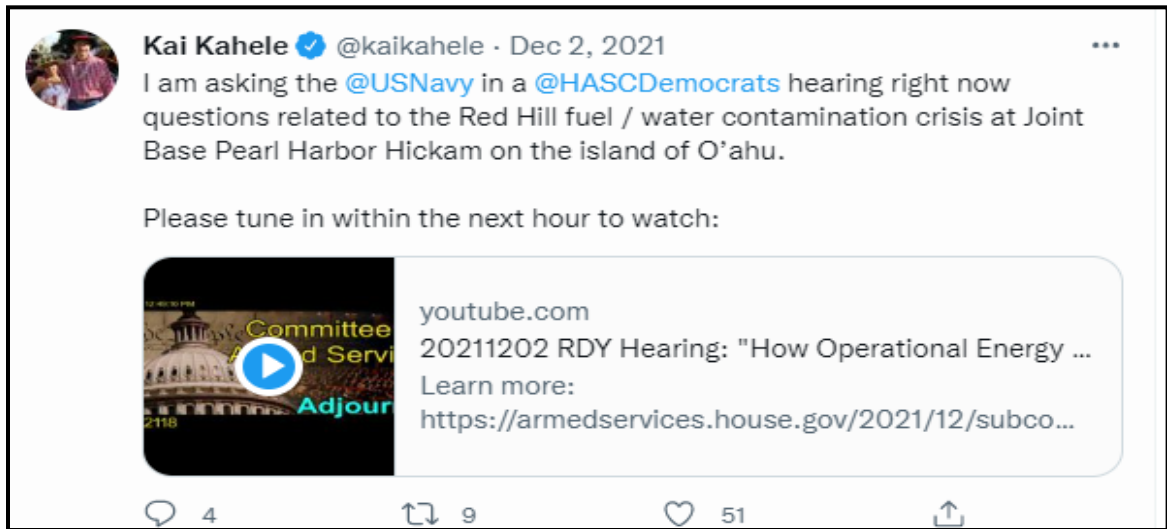 Kai Kahele @kaikahele · Dec 2, 2021
I am asking the @USNavy in a @HASCDemocrats hearing right now
questions related to the Red Hill fuel / water contamination crisis at Joint
Base Pearl Harbor Hickam on the island of O’ahu.
Please tune in within the next hour to watch:
Committee
d Servi
Adjour
2118
youtube.com
20211202 RDY Hearing: "How Operational Energy ...
Learn more:
https://armedservices.house.gov/2021/12/subco...
4 9 51